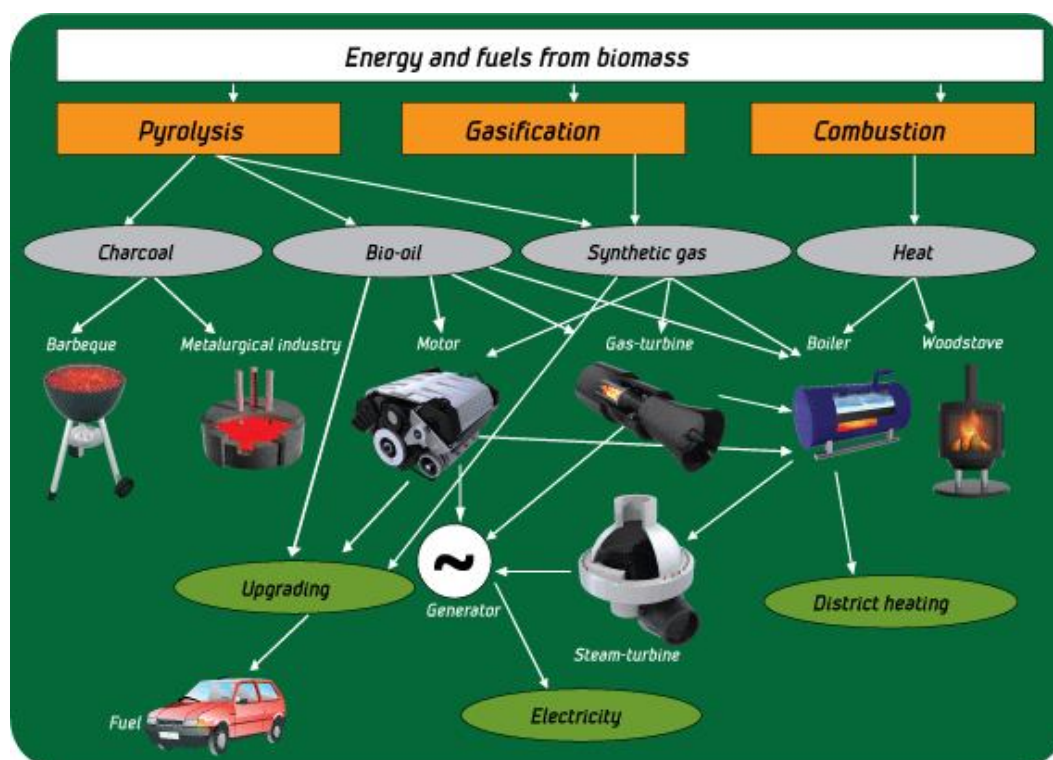 Energy and fuels from biomass
Pyrolysis
Gasification
Combustion
Charcoal
Bio-oil
Synthetic gas
Heat
Barbeque
Metalurgical industry
Motor
Gas-turbine
Boiler
Woodstove
~
Upgrading
Generator
District heating
Steam-turbine
Fuel
Electricity